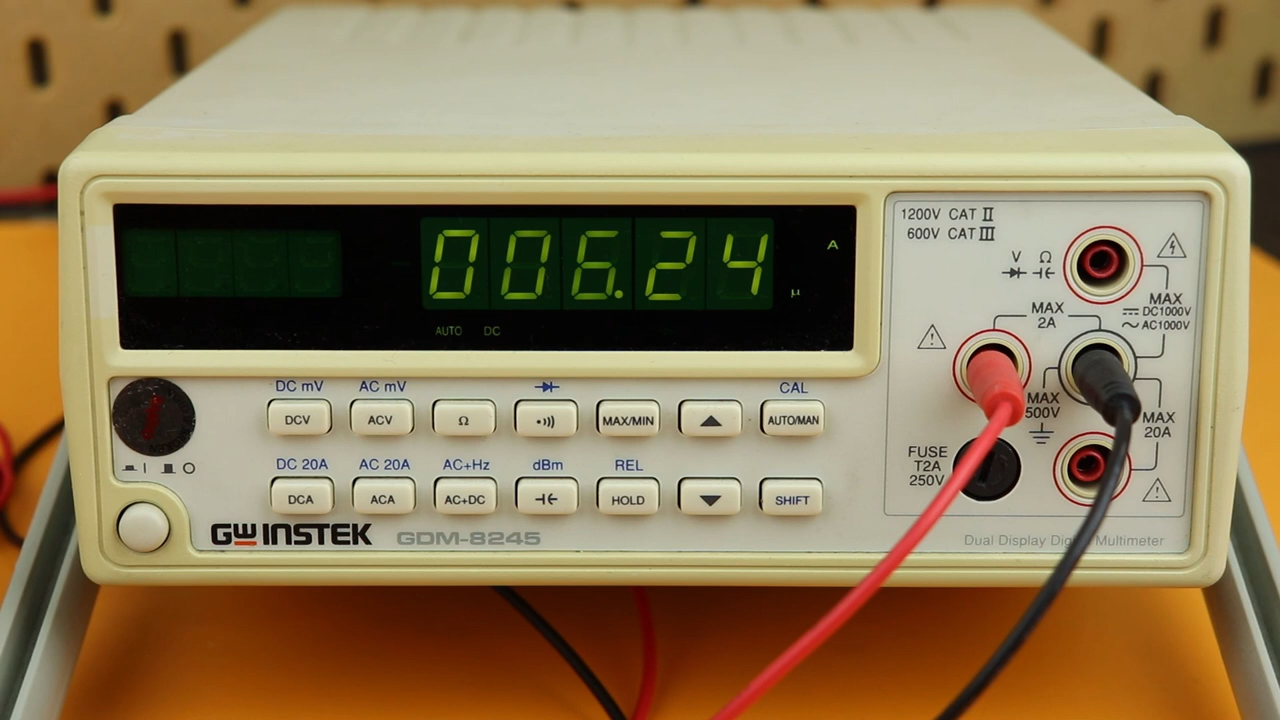 1200V CAT II
600V CAT III
006.24
A
μ
AUTO DC
V Ω
MAX
2A
MAX
DC1000V
AC1000V
MAX
500V
MAX
20A
FUSE
T2A
250V
DC mV AC mV CAL
DCV ACV Ω MAX/MIN AUTO/MAN
DC 20A AC 20A AC+Hz dBm REL
DCA ACA AC+DC HOLD SHIFT
GW INSTEK GDM-8245
Dual Display Multimeter